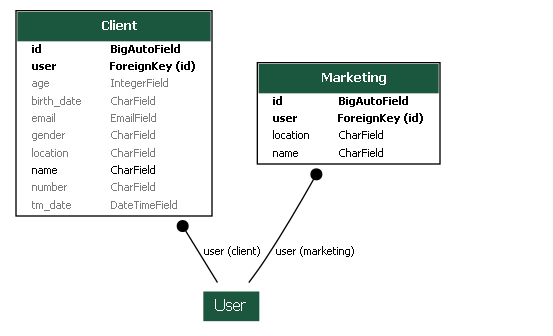 Client
id BigAutoField
user ForeignKey (id)
age IntegerField
birth_date CharField
email EmailField
gender CharField
location CharField
name CharField
number CharField
tm_date DateTimeField
Marketing
id BigAutoField
user ForeignKey (id)
location CharField
name CharField
user (client)
user (marketing)
User